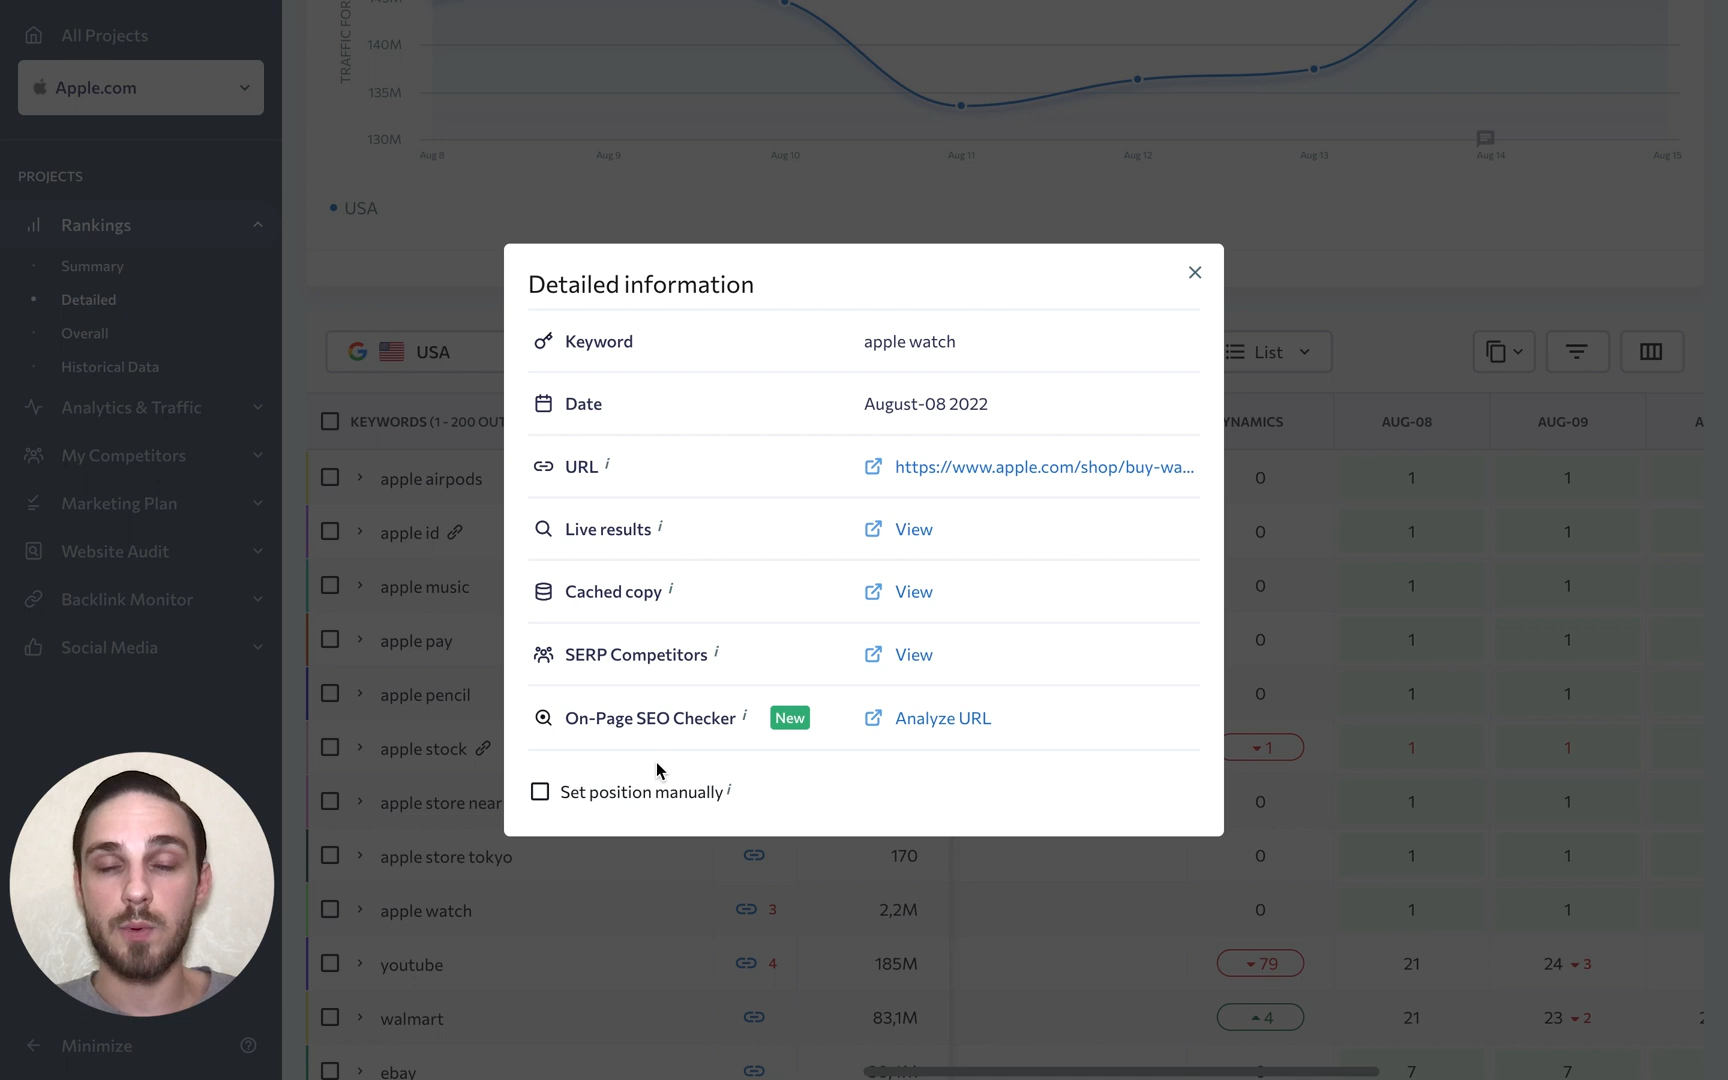 All Projects
Apple.com
PROJECTS
Rankings
Summary
Detailed
Overall
Historical Data
Analytics & Traffic
My Competitors
Marketing Plan
Website Audit
Backlink Monitor
Social Media
Minimize
TRAFFIC FOR
140M
135M
130M
Aug 8 Aug 9 Aug 10 Aug 11 Aug 12 Aug 13 Aug 14 Aug 15
USA
USA
List
KEYWORDS (1 - 200 OUT
YNAMICS AUG-08 AUG-09 A
apple airpods 0 1 1
apple id 0 1 1
apple music 0 1 1
apple pay 0 1 1
apple pencil 0 1 1
apple stock 1 1 1 1
apple store near 0 1 1
apple store tokyo 170 0 1 1
apple watch 3 2,2M 0 1 1
youtube 4 185M 79 21 24 3
walmart 83,1M 4 21 23 2 2
ebay 7 7
Detailed information
Keyword apple watch
Date August-08 2022
URL i https://www.apple.com/shop/buy-wa...
Live results i View
Cached copy i View
SERP Competitors i View
On-Page SEO Checker i New Analyze URL
Set position manually i